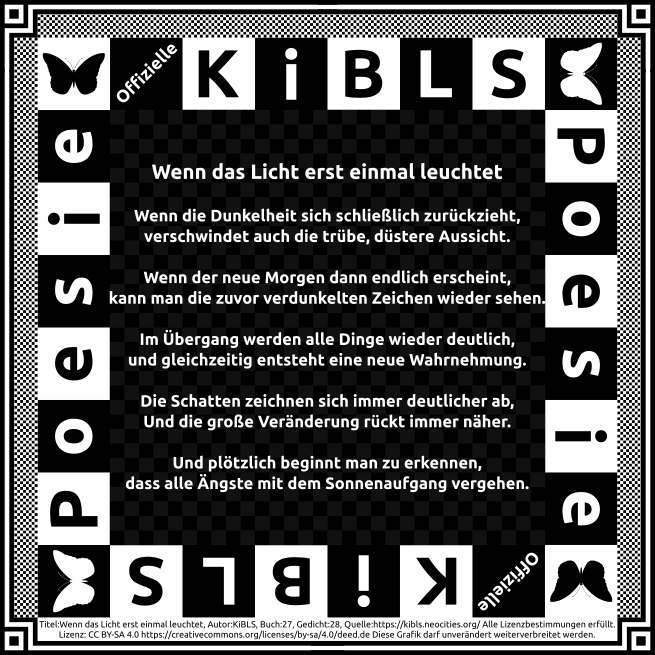 Offizielle KiBLS
Poesie
Poesie
Wenn das Licht erst einmal leuchtet
Wenn die Dunkelheit sich schließlich zurückzieht,
verschwindet auch die trübe, düstere Aussicht.
Wenn der neue Morgen dann endlich erscheint,
kann man die zuvor verdunkelten Zeichen wieder sehen.
Im Übergang werden alle Dinge wieder deutlich,
und gleichzeitig entsteht eine neue Wahrnehmung.
Die Schatten zeichnen sich immer deutlicher ab,
Und die große Veränderung rückt immer näher.
Und plötzlich beginnt man zu erkennen,
dass alle Ängste mit dem Sonnenaufgang vergehen.
Offizielle KiBLS
Titel:Wenn das Licht erst einmal leuchtet, Autor:KiBLS, Buch:27, Gedicht:28, Quelle:https://kibls.neocities.org/ Alle Lizenzbestimmungen erfüllt.
Lizenz: CC BY-SA 4.0 https://creativecommons.org/licenses/by-sa/4.0/deed.de Diese Grafik darf unverändert weiterverbreitet werden.